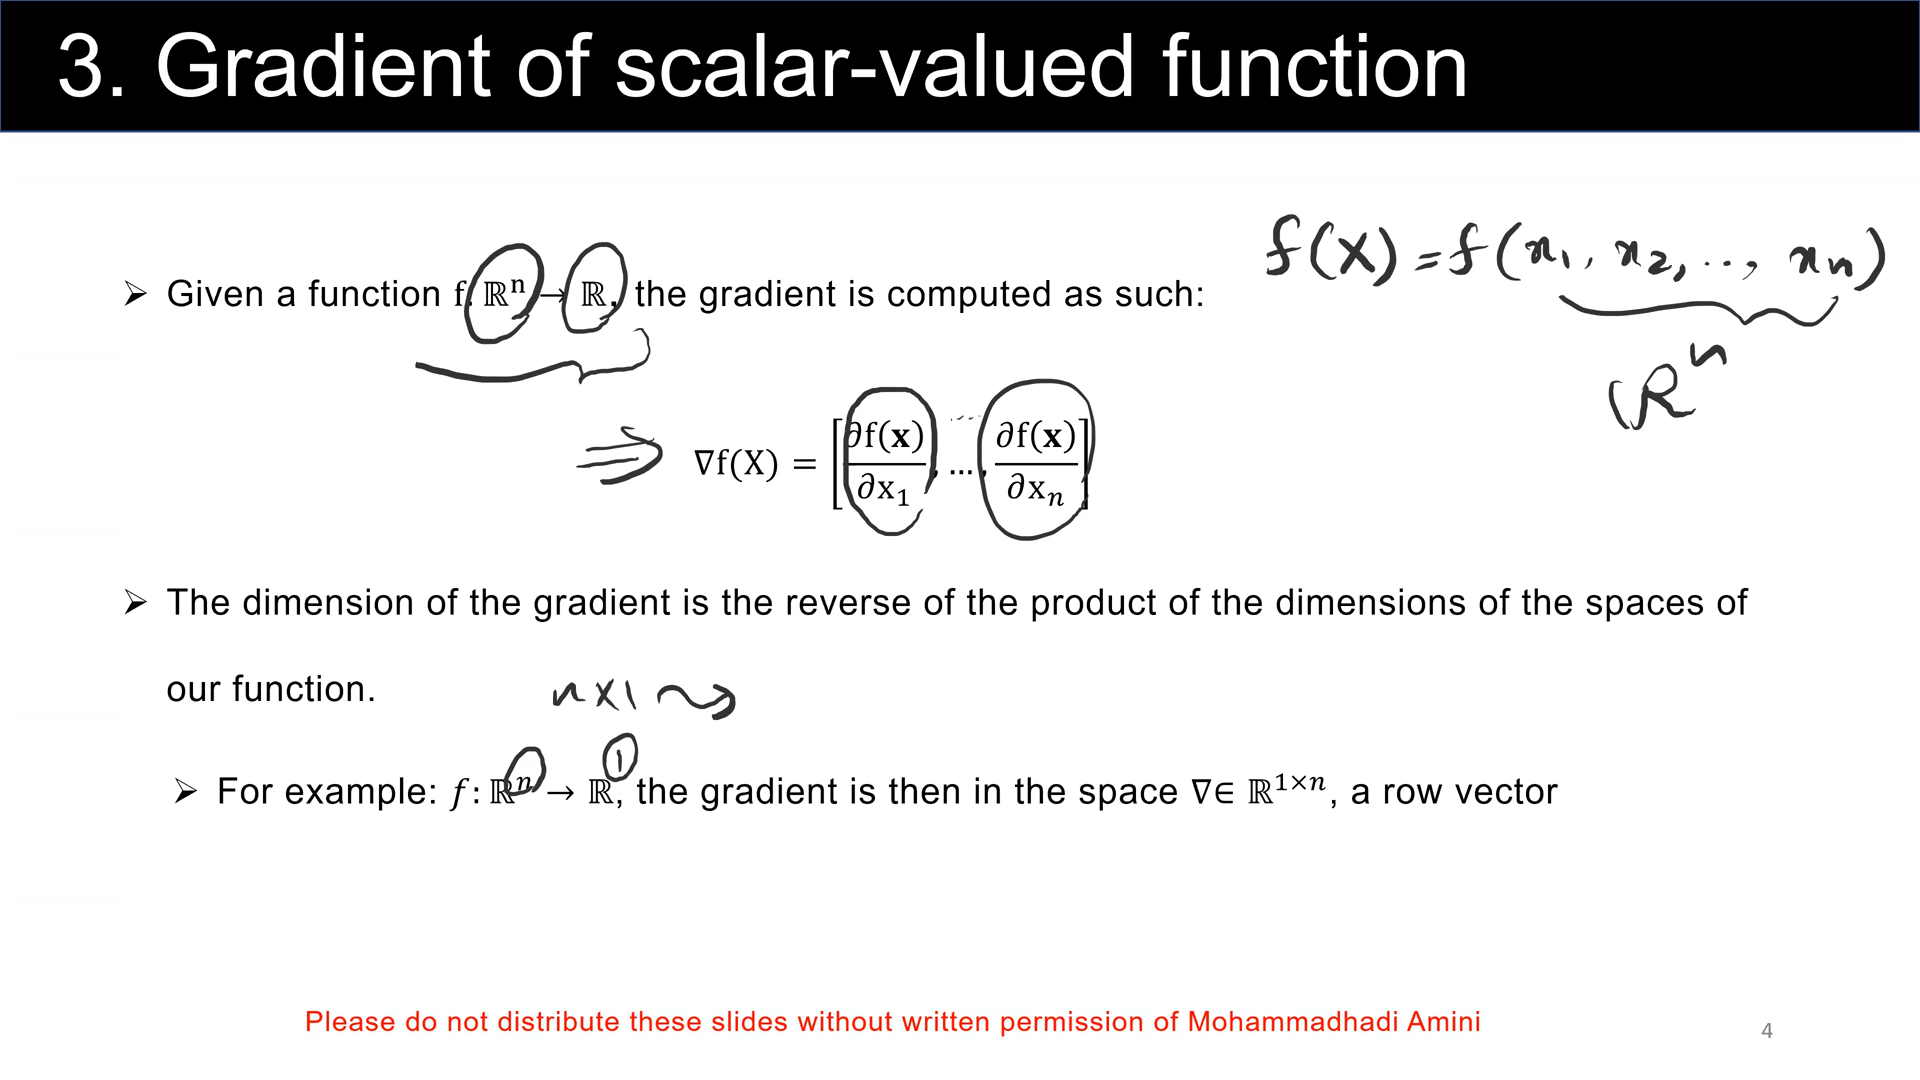 3. Gradient of scalar-valued function
f(X) = f(x₁, x₂, ..., xₙ)
ℝⁿ
➢ Given a function f: ℝⁿ → ℝ, the gradient is computed as such:
⇒ ∇f(X) = [∂f(𝐱)/∂x₁, …, ∂f(𝐱)/∂xₙ]
➢ The dimension of the gradient is the reverse of the product of the dimensions of the spaces of
our function.
n×1 ⇝
1
➢ For example: f: ℝⁿ → ℝ, the gradient is then in the space ∇∈ ℝ¹ˣⁿ, a row vector
Please do not distribute these slides without written permission of Mohammadhadi Amini
4